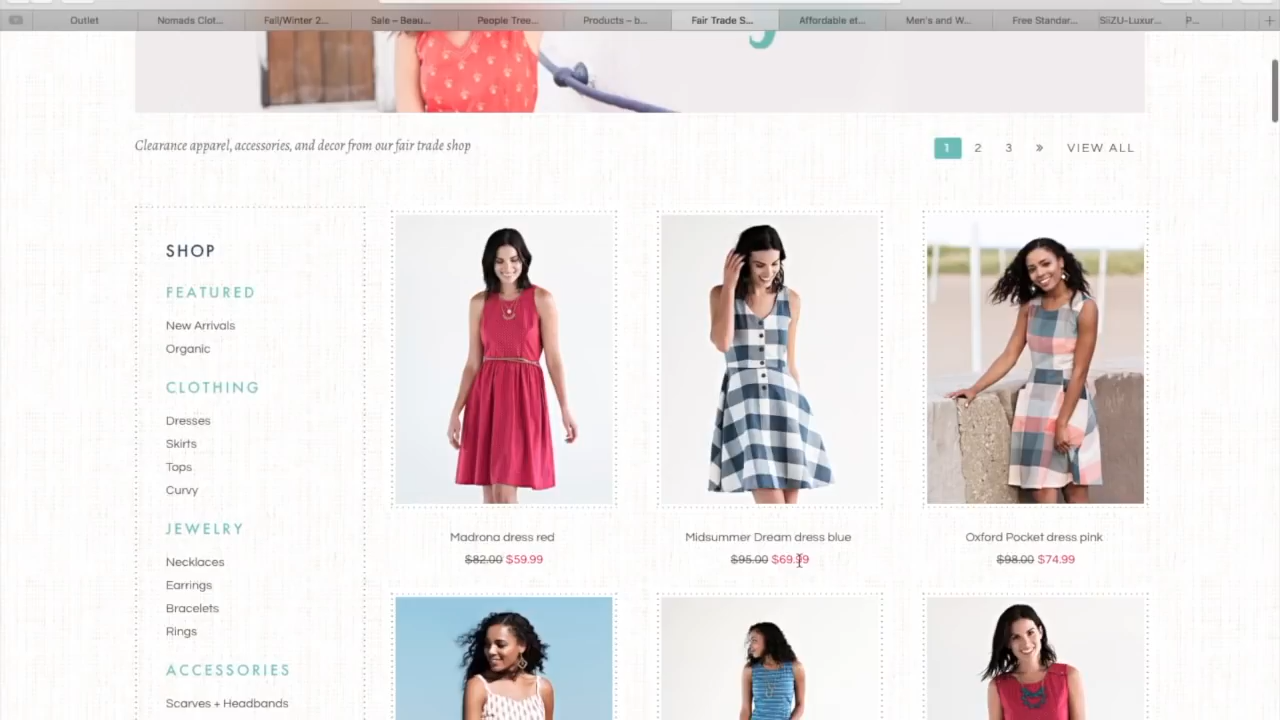 Outlet
Nomads Clot...
Fall/Winter 2...
Sale – Beau...
People Tree...
Products – b...
Fair Trade S...
Affordable et...
Men's and W...
Free Standar...
SiiZU-Luxur...
P...
Clearance apparel, accessories, and decor from our fair trade shop
1 2 3 » VIEW ALL
SHOP
FEATURED
New Arrivals
Organic
CLOTHING
Dresses
Skirts
Tops
Curvy
JEWELRY
Necklaces
Earrings
Bracelets
Rings
ACCESSORIES
Scarves + Headbands
Madrona dress red
$82.00 $59.99
Midsummer Dream dress blue
$95.00 $69.99
Oxford Pocket dress pink
$98.00 $74.99